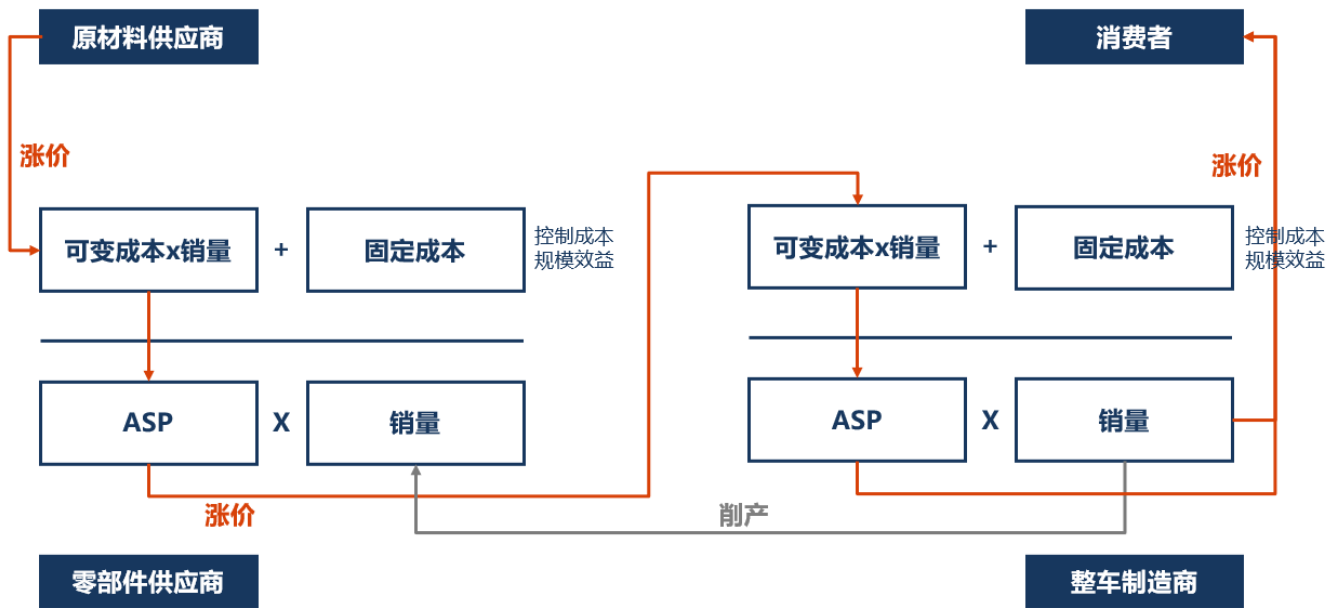 原材料供应商
消费者
涨价
涨价
可变成本x销量
+
固定成本
控制成本
规模效益
可变成本x销量
+
固定成本
控制成本
规模效益
ASP
X
销量
ASP
X
销量
涨价
削产
零部件供应商
整车制造商